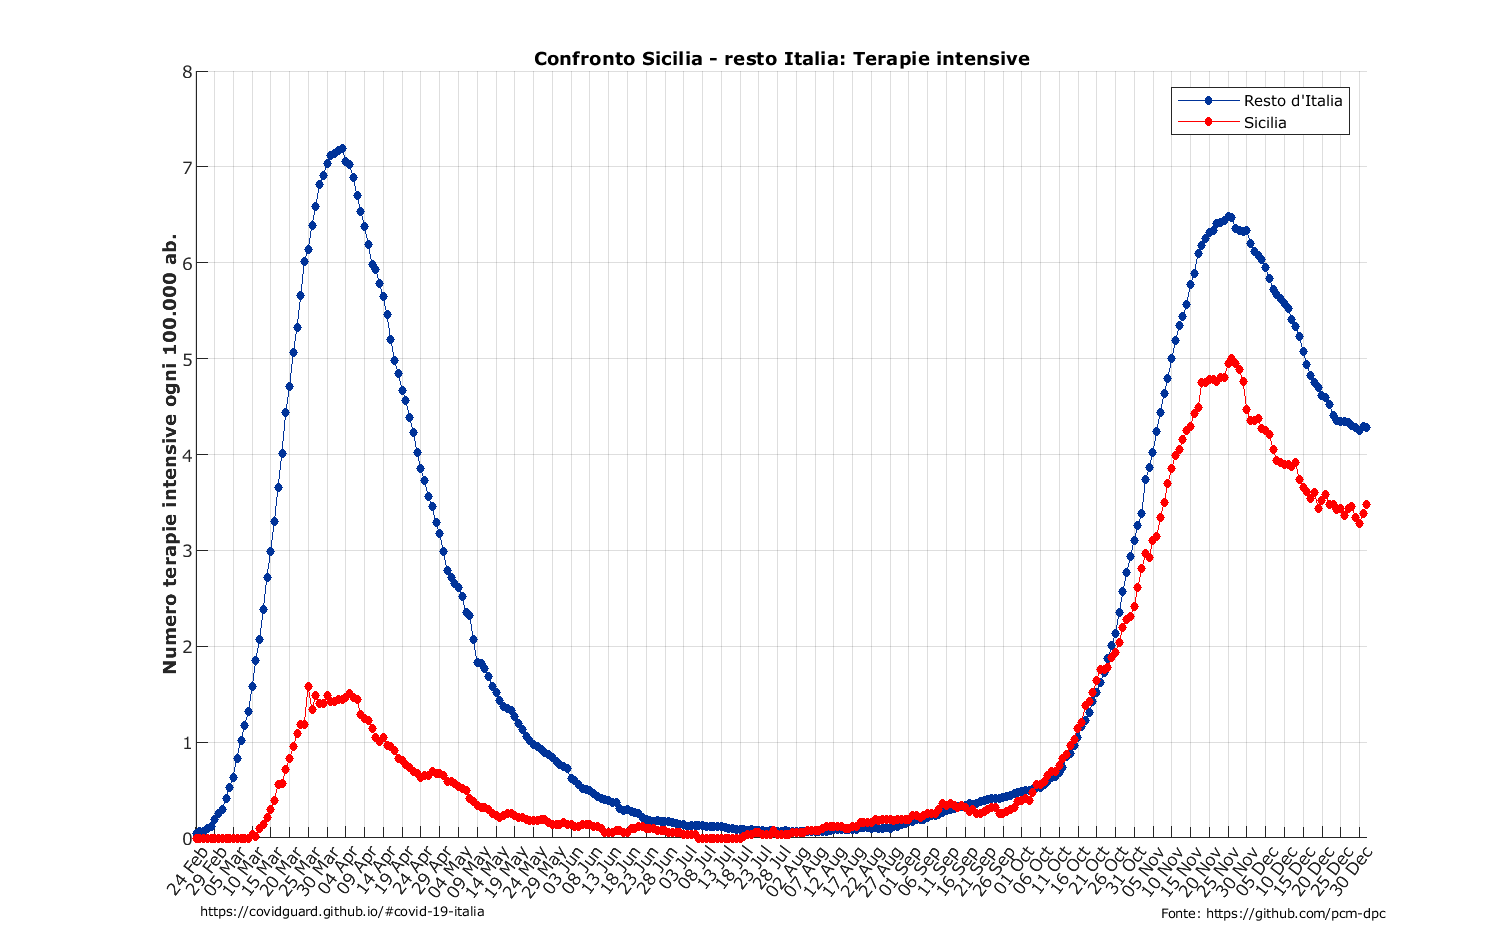 Confronto Sicilia - resto Italia: Terapie intensive
Resto d'Italia
Sicilia
Numero terapie intensive ogni 100.000 ab.
8
7
6
5
4
3
2
1
0
24 Feb
29 Feb
05 Mar
10 Mar
15 Mar
20 Mar
25 Mar
30 Mar
04 Apr
09 Apr
14 Apr
19 Apr
24 Apr
29 Apr
04 May
09 May
14 May
19 May
24 May
29 May
03 Jun
08 Jun
13 Jun
18 Jun
23 Jun
28 Jun
03 Jul
08 Jul
13 Jul
18 Jul
23 Jul
28 Jul
02 Aug
07 Aug
12 Aug
17 Aug
22 Aug
27 Aug
01 Sep
06 Sep
11 Sep
16 Sep
21 Sep
26 Sep
01 Oct
06 Oct
11 Oct
16 Oct
21 Oct
26 Oct
31 Oct
05 Nov
10 Nov
15 Nov
20 Nov
25 Nov
30 Nov
05 Dec
10 Dec
15 Dec
20 Dec
25 Dec
30 Dec
https://covidguard.github.io/#covid-19-italia
Fonte: https://github.com/pcm-dpc